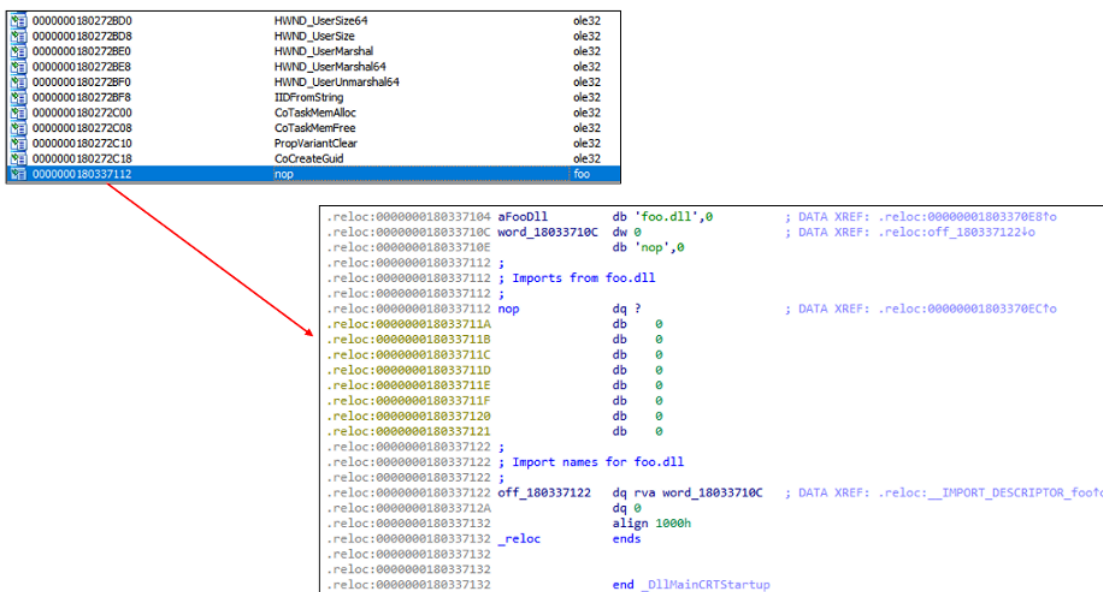 0000000180272BD0 HWND_UserSize64 ole32
0000000180272BD8 HWND_UserSize ole32
0000000180272BE0 HWND_UserMarshal ole32
0000000180272BE8 HWND_UserMarshal64 ole32
0000000180272BF0 HWND_UserUnmarshal64 ole32
0000000180272BF8 IIDFromString ole32
0000000180272C00 CoTaskMemAlloc ole32
0000000180272C08 CoTaskMemFree ole32
0000000180272C10 PropVariantClear ole32
0000000180272C18 CoCreateGuid ole32
0000000180337112 nop foo
.reloc:0000000180337104 aFooDll db 'foo.dll',0 ; DATA XREF: .reloc:00000001803370E8↑o
.reloc:000000018033710C word_18033710C dw 0 ; DATA XREF: .reloc:off_180337122↓o
.reloc:000000018033710E db 'nop',0
.reloc:0000000180337112 ;
.reloc:0000000180337112 ; Imports from foo.dll
.reloc:0000000180337112 ;
.reloc:0000000180337112 nop dq ? ; DATA XREF: .reloc:00000001803370EC↑o
.reloc:000000018033711A db 0
.reloc:000000018033711B db 0
.reloc:000000018033711C db 0
.reloc:000000018033711D db 0
.reloc:000000018033711E db 0
.reloc:000000018033711F db 0
.reloc:0000000180337120 db 0
.reloc:0000000180337121 db 0
.reloc:0000000180337122 ;
.reloc:0000000180337122 ; Import names for foo.dll
.reloc:0000000180337122 ;
.reloc:0000000180337122 off_180337122 dq rva word_18033710C ; DATA XREF: .reloc:__IMPORT_DESCRIPTOR_foo↑o
.reloc:000000018033712A dq 0
.reloc:0000000180337132 align 1000h
.reloc:0000000180337132 _reloc ends
.reloc:0000000180337132
.reloc:0000000180337132
.reloc:0000000180337132 end _DllMainCRTStartup